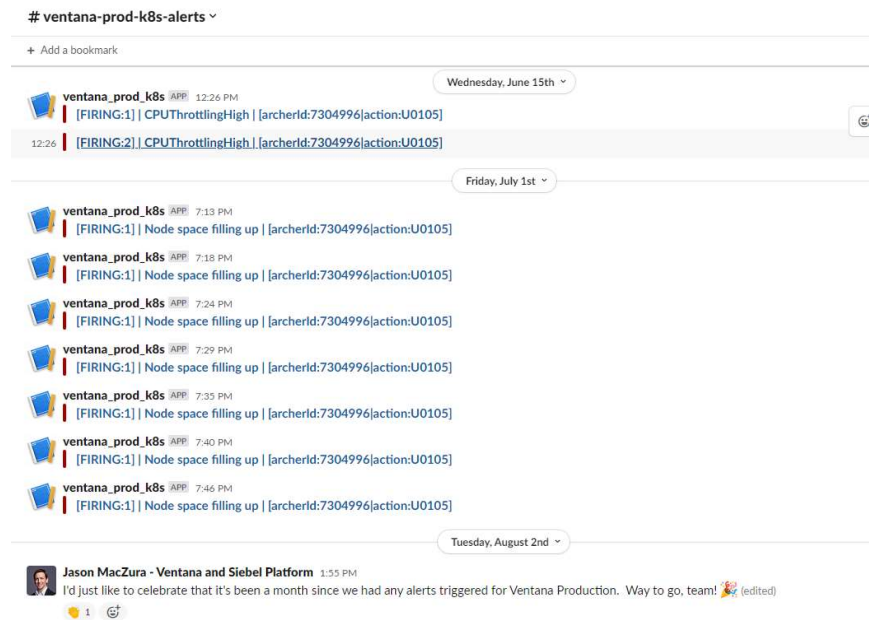 # ventana-prod-k8s-alerts
+ Add a bookmark
Wednesday, June 15th
ventana_prod_k8s APP 12:26 PM
[FIRING:1] | CPUThrottlingHigh | [archerId:7304996|action:U0105]
12:26 [FIRING:2] | CPUThrottlingHigh | [archerId:7304996|action:U0105]
Friday, July 1st
ventana_prod_k8s APP 7:13 PM
[FIRING:1] | Node space filling up | [archerId:7304996|action:U0105]
ventana_prod_k8s APP 7:18 PM
[FIRING:1] | Node space filling up | [archerId:7304996|action:U0105]
ventana_prod_k8s APP 7:24 PM
[FIRING:1] | Node space filling up | [archerId:7304996|action:U0105]
ventana_prod_k8s APP 7:29 PM
[FIRING:1] | Node space filling up | [archerId:7304996|action:U0105]
ventana_prod_k8s APP 7:35 PM
[FIRING:1] | Node space filling up | [archerId:7304996|action:U0105]
ventana_prod_k8s APP 7:40 PM
[FIRING:1] | Node space filling up | [archerId:7304996|action:U0105]
ventana_prod_k8s APP 7:46 PM
[FIRING:1] | Node space filling up | [archerId:7304996|action:U0105]
Tuesday, August 2nd
Jason MacZura - Ventana and Siebel Platform 1:55 PM
I'd just like to celebrate that it's been a month since we had any alerts triggered for Ventana Production. Way to go, team! 🎉 (edited)
👏 1